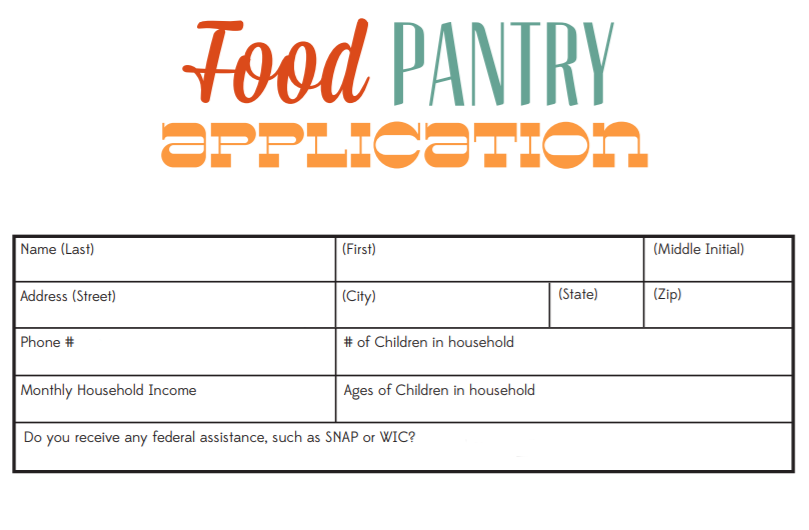 Food PANTRY
APPLICATION
Name (Last) (First) (Middle Initial)
Address (Street) (City) (State) (Zip)
Phone # # of Children in household
Monthly Household Income Ages of Children in household
Do you receive any federal assistance, such as SNAP or WIC?